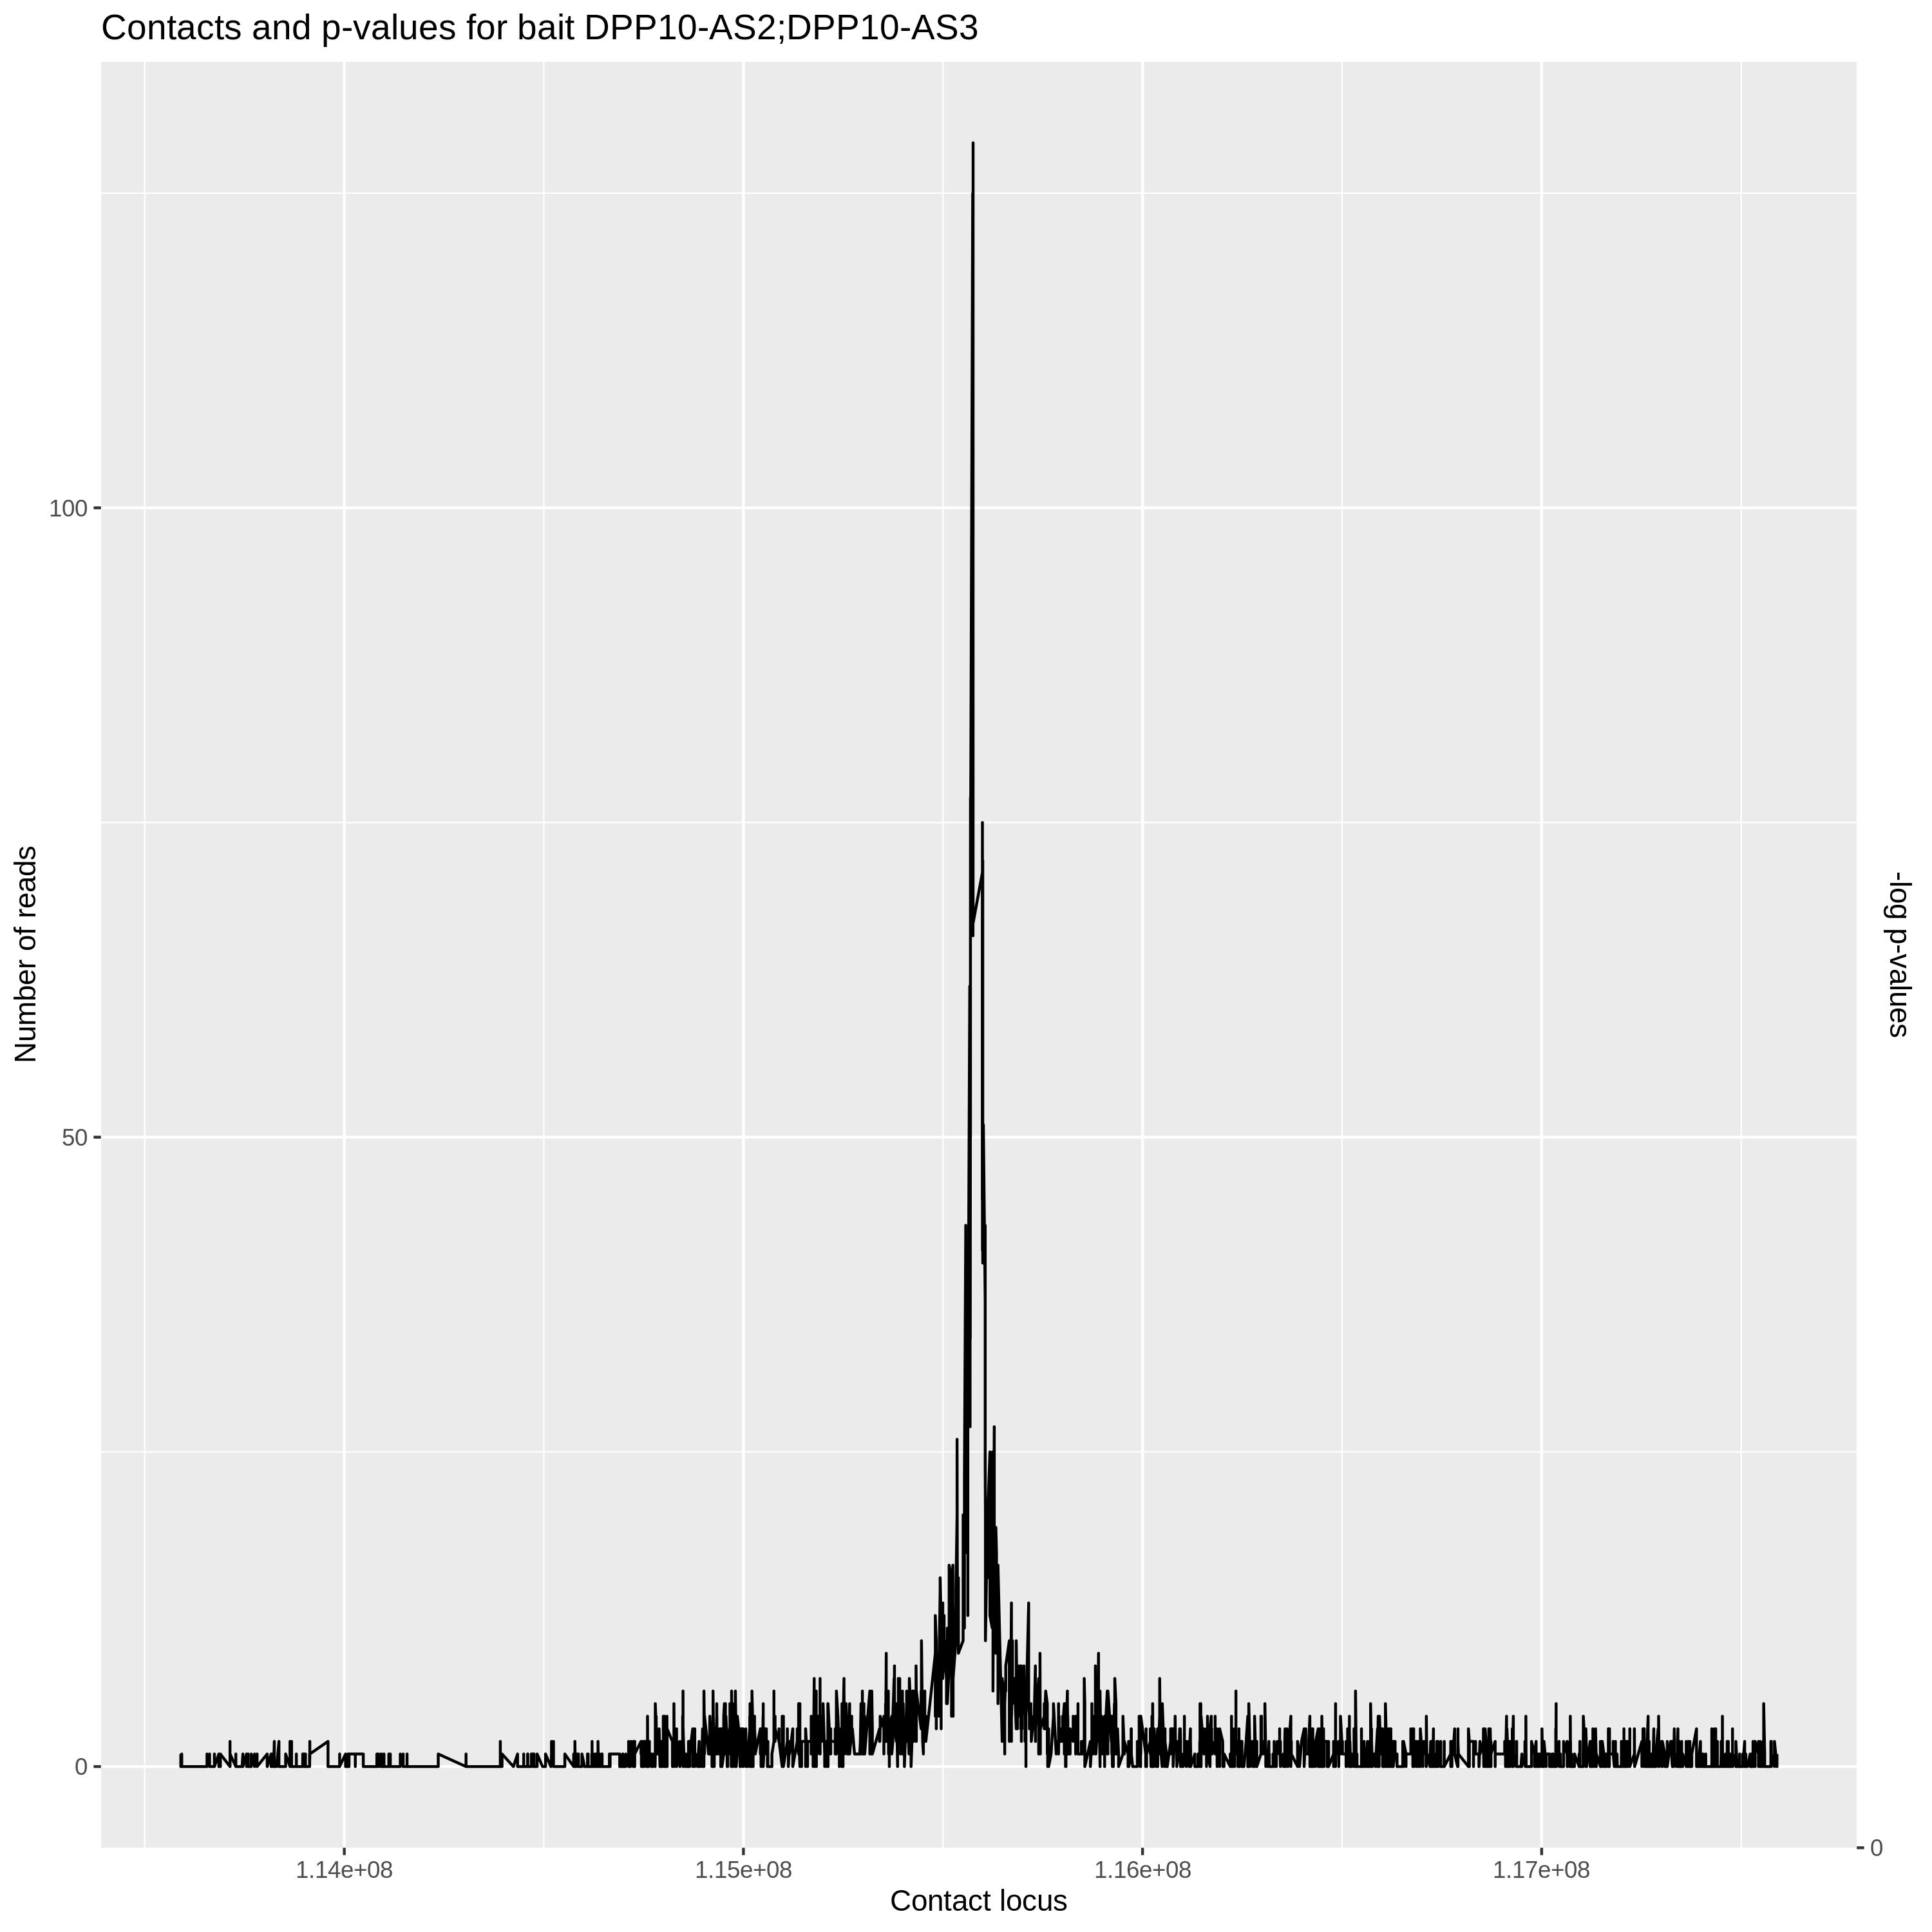 Contacts and p-values for bait DPP10-AS2;DPP10-AS3
Number of reads
100
50
0
-log p-values
0
1.14e+08
1.15e+08
1.16e+08
1.17e+08
Contact locus